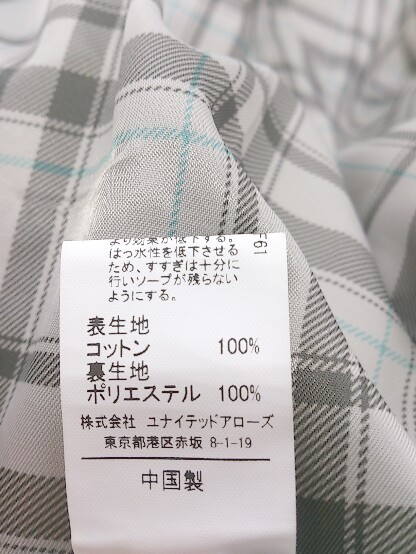 より効果が低下する。
はっ水性を低下させる
ため、すすぎは十分に
行いソープが残らない
ようにする。
表生地
コットン 100%
裏生地
ポリエステル 100%
株式会社 ユナイテッドアローズ
東京都港区赤坂 8-1-19
中国製